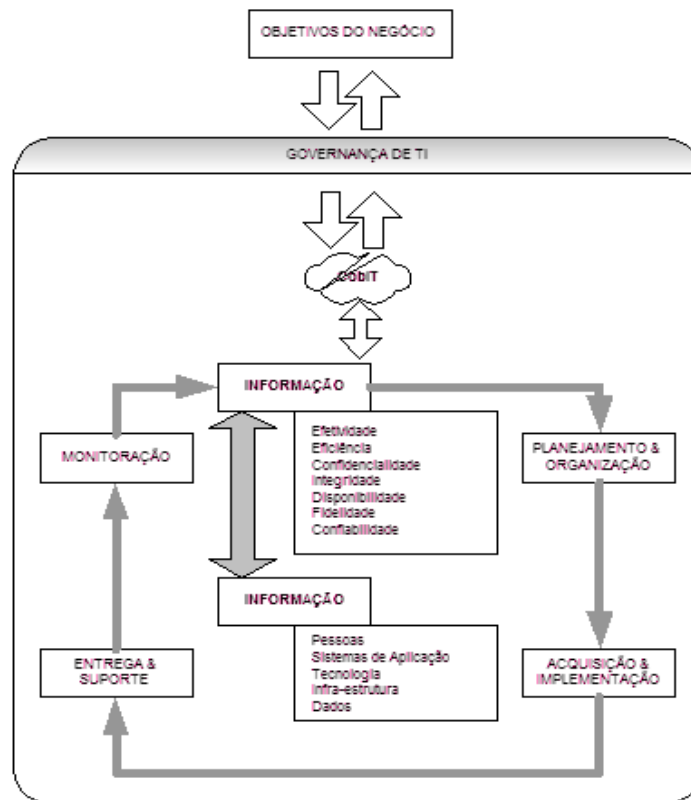 OBJETIVOS DO NEGÓCIO
GOVERNANÇA DE TI
CobiT
INFORMAÇÃO
Efetividade
Eficiência
Confidencialidade
Integridade
Disponibilidade
Fidelidade
Confiabilidade
MONITORAÇÃO
PLANEJAMENTO &
ORGANIZAÇÃO
INFORMAÇÃO
Pessoas
Sistemas de Aplicação
Tecnologia
Infra-estrutura
Dados
ENTREGA &
SUPORTE
ACQUISIÇÃO &
IMPLEMENTAÇÃO